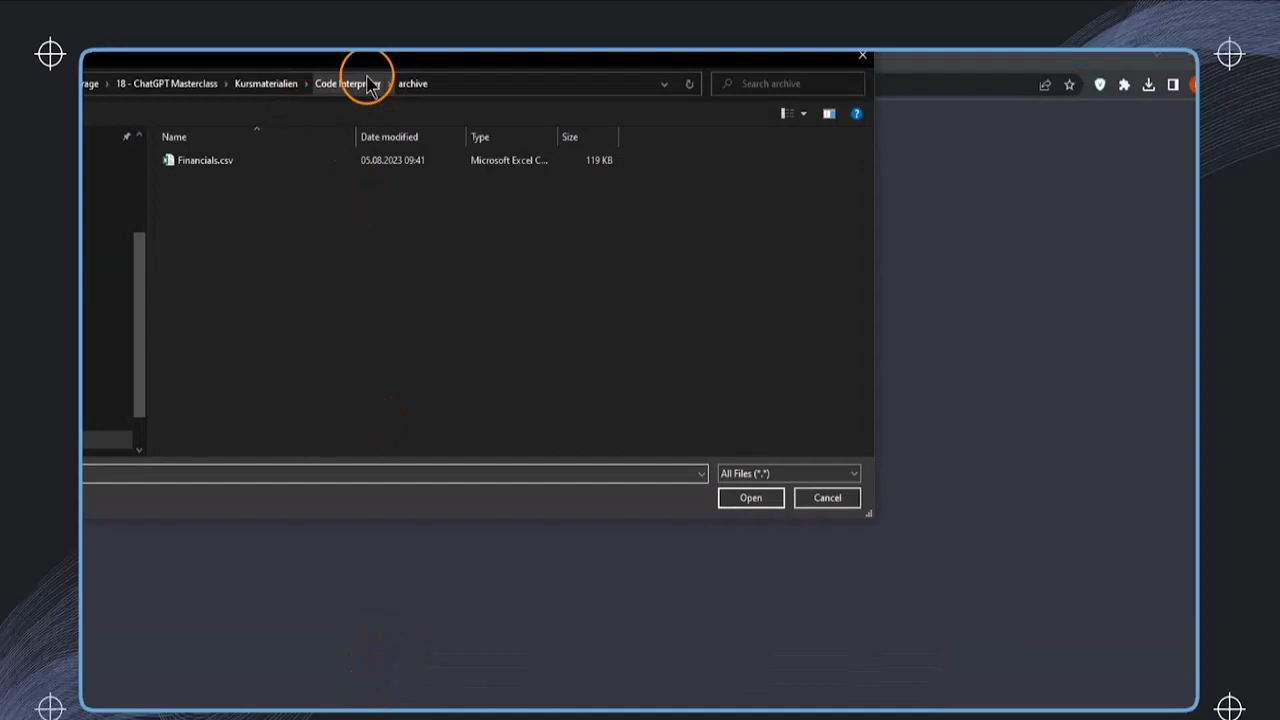 rage › 18 - ChatGPT Masterclass › Kursmaterialien › Code Interpreter › archive
Search archive
Name Date modified Type Size
Financials.csv 05.08.2023 09:41 Microsoft Excel C... 119 KB
All Files (*.*)
Open Cancel